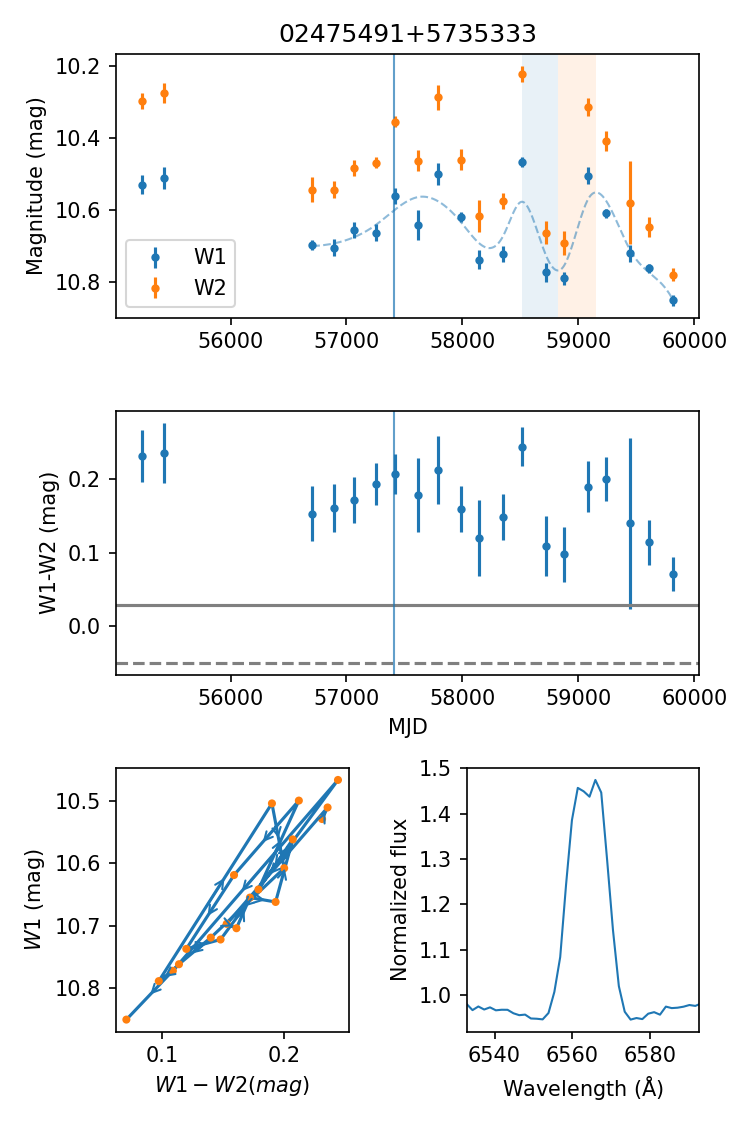 02475491+5735333
Magnitude (mag)
10.2
10.4
10.6
10.8
W1
W2
56000 57000 58000 59000 60000
W1-W2 (mag)
0.2
0.1
0.0
56000 57000 58000 59000 60000
MJD
W1 (mag)
10.5
10.6
10.7
10.8
0.1 0.2
W1 − W2(mag)
Normalized flux
1.5
1.4
1.3
1.2
1.1
1.0
6540 6560 6580
Wavelength (Å)